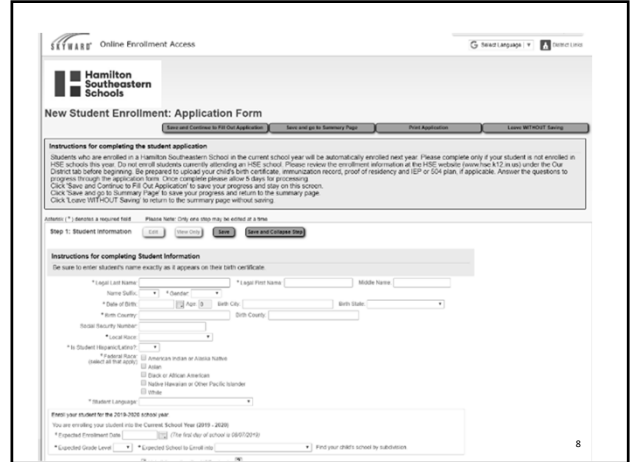 SKYWARD Online Enrollment Access
Select Language ▼ District Links
Hamilton
Southeastern
Schools
New Student Enrollment: Application Form
Save and Continue to Fill Out Application Save and go to Summary Page Print Application Leave WITHOUT Saving
Instructions for completing the student application
Students who are enrolled in a Hamilton Southeastern School in the current school year will be automatically enrolled next year. Please complete only if your student is not enrolled in
HSE schools this year. Do not enroll students currently attending an HSE school. Please review the enrollment information at the HSE website (www.hse.k12.in.us) under the Our
District tab before beginning. Be prepared to upload your child's birth certificate, immunization record, proof of residency and IEP or 504 plan, if applicable. Answer the questions to
progress through the application form. Once complete please allow 5 days for processing.
Click 'Save and Continue to Fill Out Application' to save your progress and stay on this screen.
Click 'Save and go to Summary Page' to save your progress and return to the summary page.
Click 'Leave WITHOUT Saving' to return to the summary page without saving.
Asterisk (*) denotes a required field Please Note: Only one step may be edited at a time
Step 1: Student Information Edit View Only Save Save and Collapse Step
Instructions for completing Student Information
Be sure to enter student's name exactly as it appears on their birth certificate.
* Legal Last Name: * Legal First Name: Middle Name:
Name Suffix: * Gender:
* Date of Birth: Age: Birth City: Birth State:
* Birth Country: Birth County:
Social Security Number:
* Local Race:
* Is Student Hispanic/Latino?:
* Federal Race: American Indian or Alaska Native
(select all that apply)
Asian
Black or African American
Native Hawaiian or Other Pacific Islander
White
* Student Language:
Enroll your student for the 2019-2020 school year
You are enrolling your student into the Current School Year (2019 - 2020)
* Expected Enrollment Date: (The first day of school is 08/07/2019)
* Expected Grade Level: * Expected School to Enroll into: Find your child's school by subdivision
8